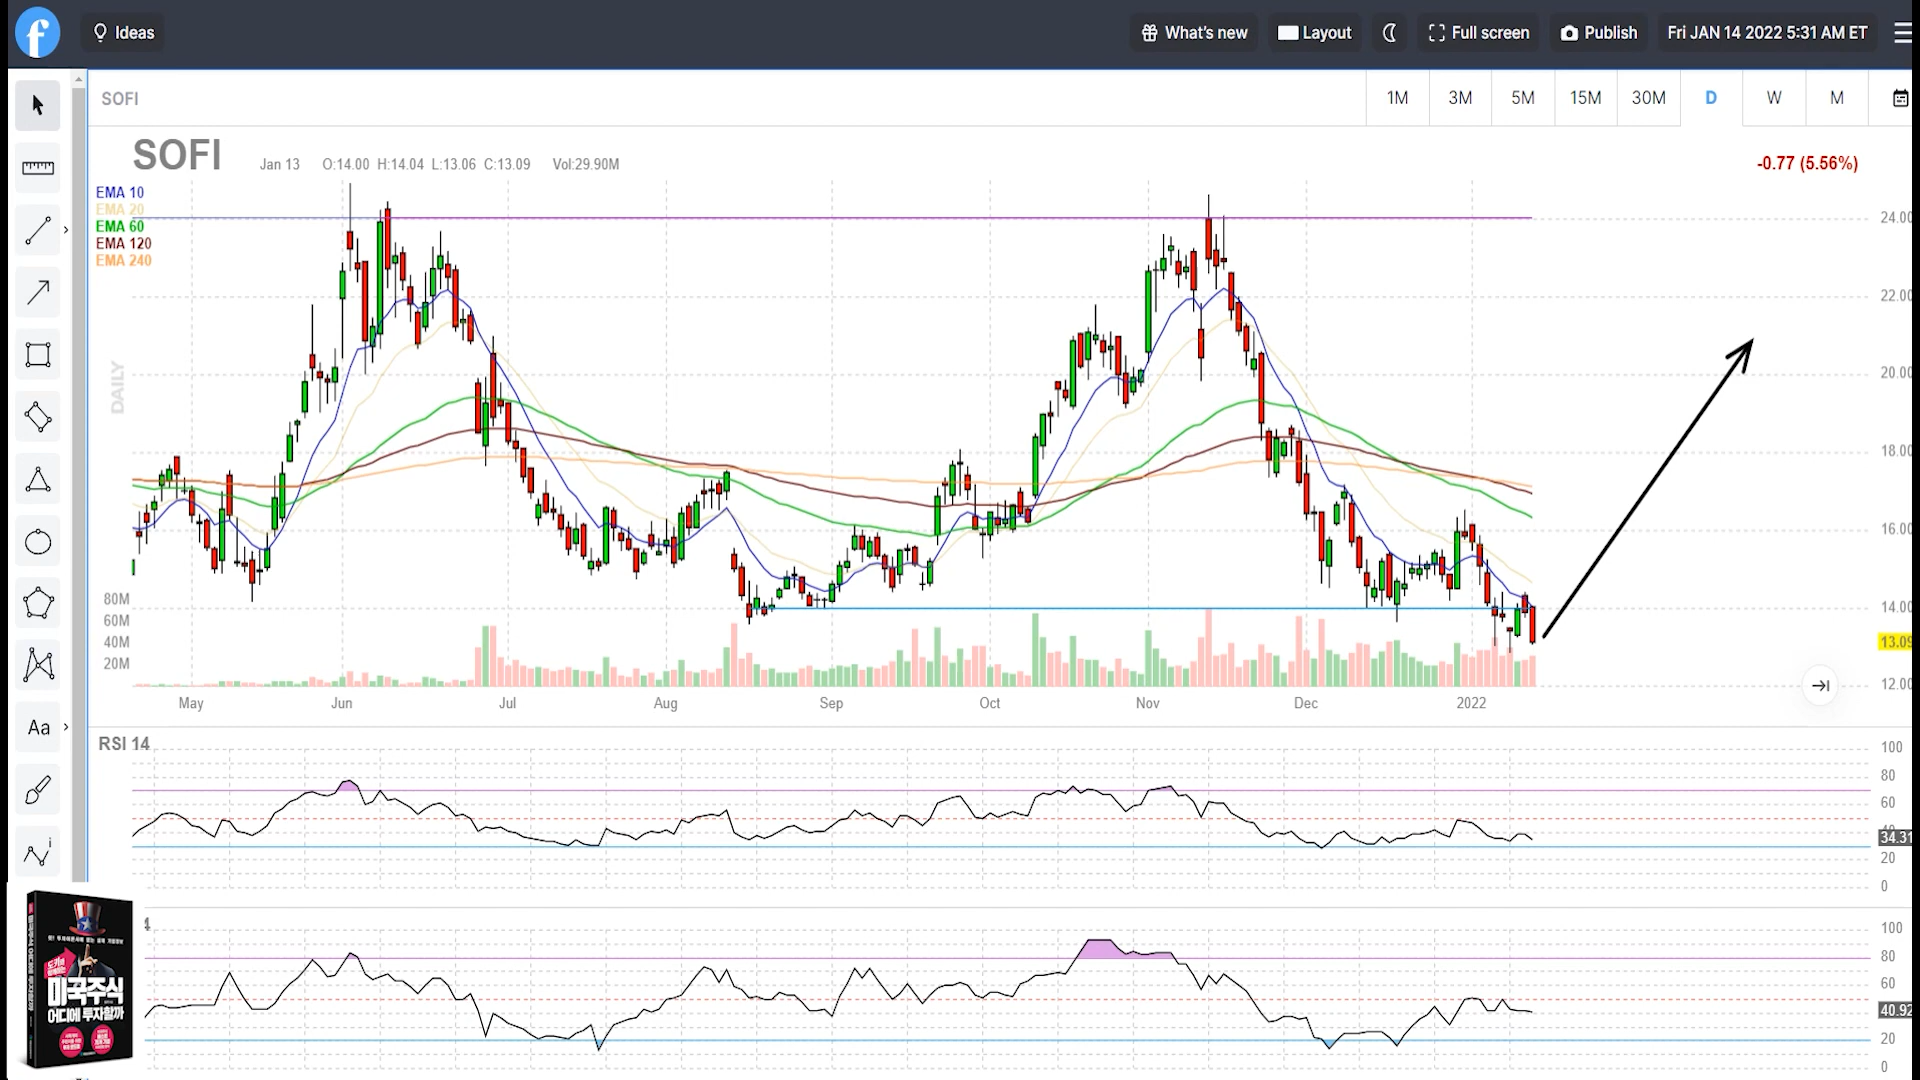 Ideas
What's new
Layout
Full screen
Publish
Fri JAN 14 2022 5:31 AM ET
SOFI
1M 3M 5M 15M 30M D W M
SOFI Jan 13 O:14.00 H:14.04 L:13.06 C:13.09 Vol:29.90M
-0.77 (5.56%)
EMA 10
EMA 20
EMA 60
EMA 120
EMA 240
DAILY
24.00
22.00
20.00
18.00
16.00
14.00
13.09
12.00
80M
60M
40M
20M
May Jun Jul Aug Sep Oct Nov Dec 2022
Aa
RSI 14
100
80
60
40
34.31
20
0
4
100
80
60
40.92
20
0
미국주식
어디에 투자할까